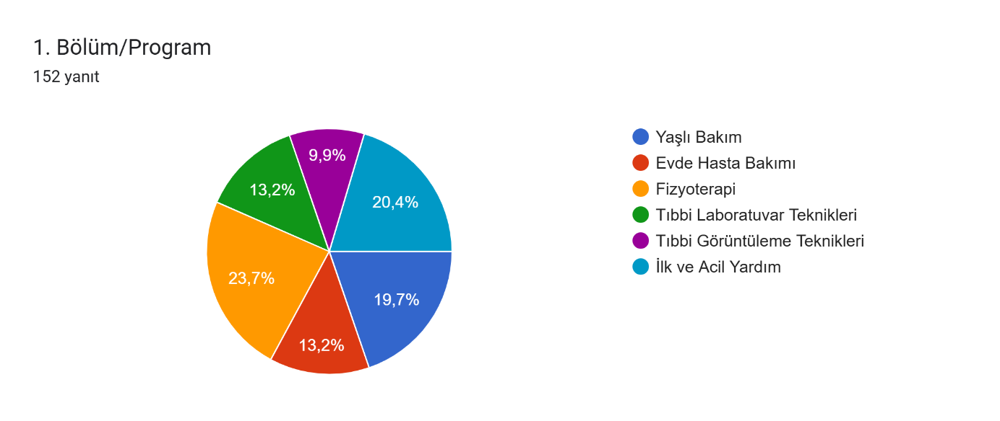 1. Bölüm/Program
152 yanıt
9,9%
13,2%
20,4%
23,7%
19,7%
13,2%
Yaşlı Bakım
Evde Hasta Bakımı
Fizyoterapi
Tıbbi Laboratuvar Teknikleri
Tıbbi Görüntüleme Teknikleri
İlk ve Acil Yardım